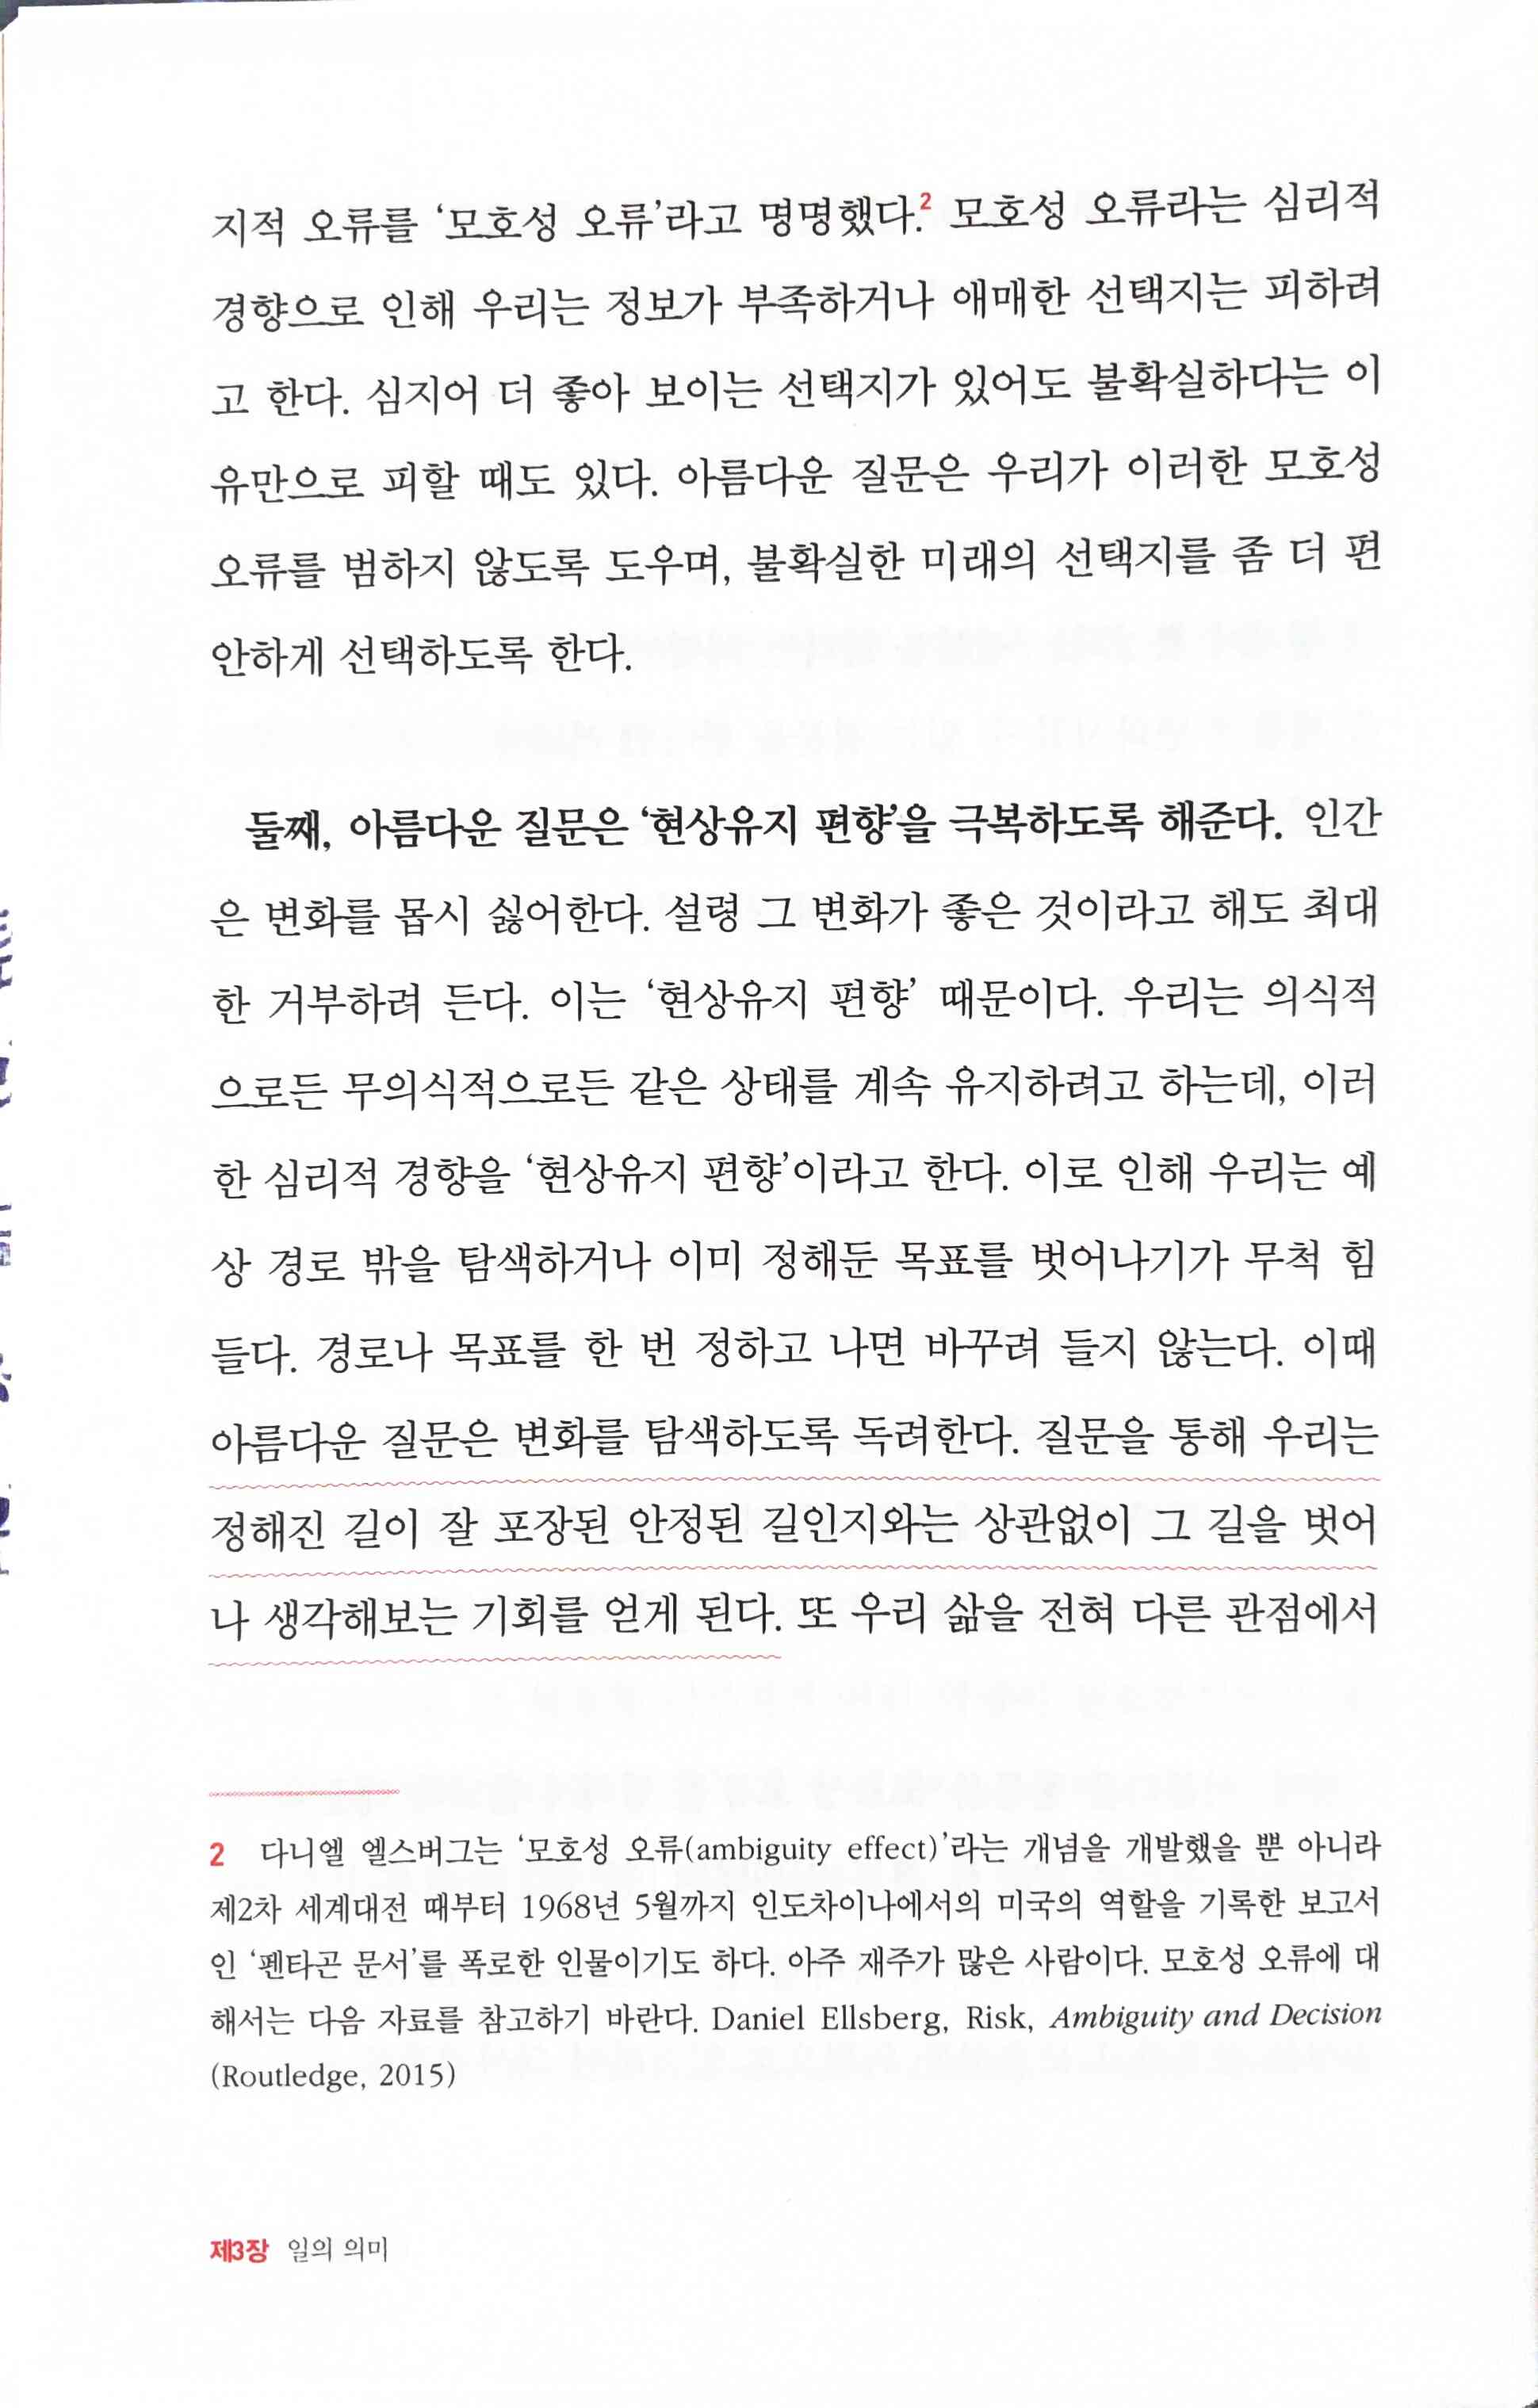 지적 오류를 ‘모호성 오류’라고 명명했다.2 모호성 오류라는 심리적
경향으로 인해 우리는 정보가 부족하거나 애매한 선택지는 피하려
고 한다. 심지어 더 좋아 보이는 선택지가 있어도 불확실하다는 이
유만으로 피할 때도 있다. 아름다운 질문은 우리가 이러한 모호성
오류를 범하지 않도록 도우며, 불확실한 미래의 선택지를 좀 더 편
안하게 선택하도록 한다.
둘째, 아름다운 질문은 ‘현상유지 편향’을 극복하도록 해준다. 인간
은 변화를 몹시 싫어한다. 설령 그 변화가 좋은 것이라고 해도 최대
한 거부하려 든다. 이는 ‘현상유지 편향’ 때문이다. 우리는 의식적
으로든 무의식적으로든 같은 상태를 계속 유지하려고 하는데, 이러
한 심리적 경향을 ‘현상유지 편향’이라고 한다. 이로 인해 우리는 예
상 경로 밖을 탐색하거나 이미 정해둔 목표를 벗어나기가 무척 힘
들다. 경로나 목표를 한 번 정하고 나면 바꾸려 들지 않는다. 이때
아름다운 질문은 변화를 탐색하도록 독려한다. 질문을 통해 우리는
정해진 길이 잘 포장된 안정된 길인지와는 상관없이 그 길을 벗어
나 생각해보는 기회를 얻게 된다. 또 우리 삶을 전혀 다른 관점에서
2 다니엘 엘스버그는 ‘모호성 오류(ambiguity effect)’라는 개념을 개발했을 뿐 아니라
제2차 세계대전 때부터 1968년 5월까지 인도차이나에서의 미국의 역할을 기록한 보고서
인 ‘펜타곤 문서’를 폭로한 인물이기도 하다. 아주 재주가 많은 사람이다. 모호성 오류에 대
해서는 다음 자료를 참고하기 바란다. Daniel Ellsberg, Risk, Ambiguity and Decision
(Routledge, 2015)
제3장 일의 의미